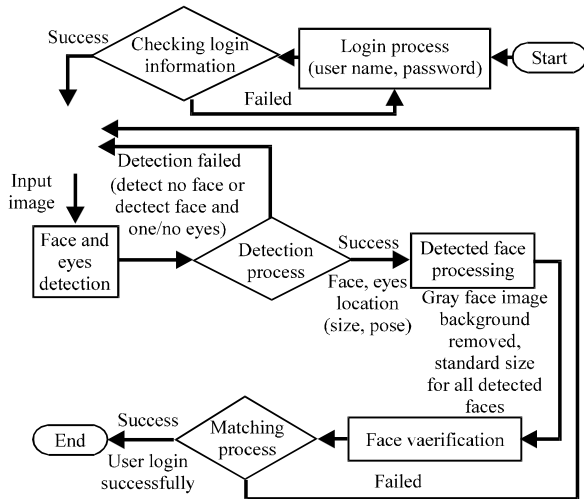 Success
Checking login
information
Login process
(user name, password)
Start
Failed
Detection failed
(detect no face or
dectect face and
one/no eyes)
Input
image
Face and
eyes
detection
Detection
process
Success
Face, eyes
location
(size, pose)
Detected face
processing
Gray face image
background
removed,
standard size
for all detected
faces
Face vaerification
Matching
process
Success
User login
successfully
End
Failed